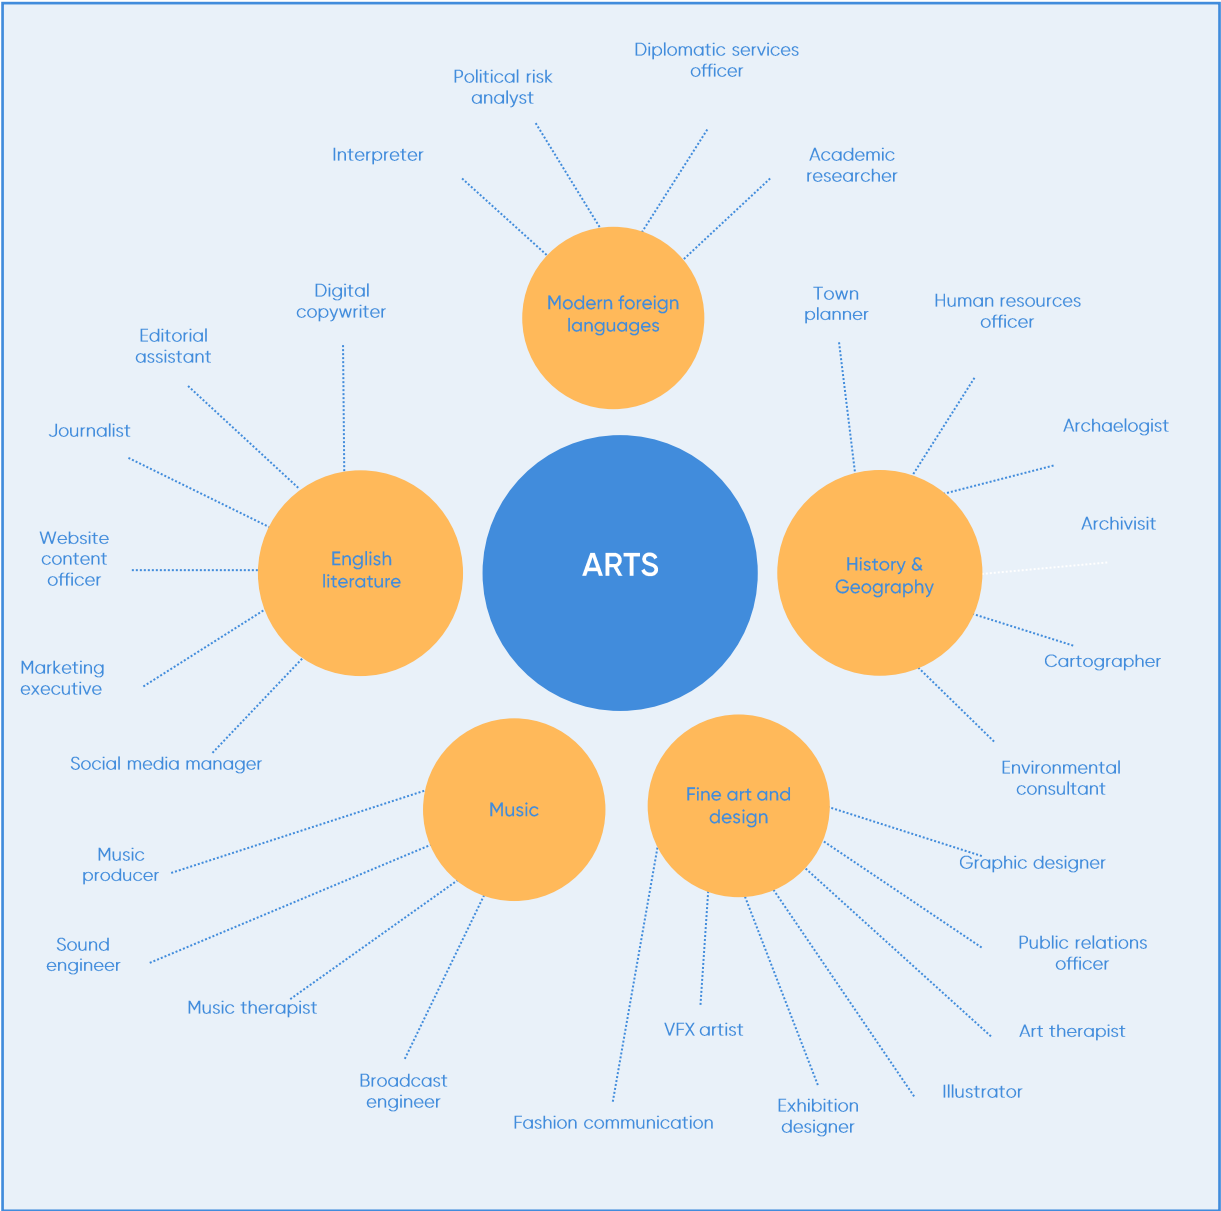 Diplomatic services
officer
Political risk
analyst
Interpreter
Academic
researcher
Modern foreign
languages
Digital
copywriter
Editorial
assistant
Journalist
Website
content
officer
Marketing
executive
Social media manager
English
literature
ARTS
Town
planner
Human resources
officer
Archaelogist
Archivisit
History &
Geography
Cartographer
Environmental
consultant
Music
Music
producer
Sound
engineer
Music therapist
Broadcast
engineer
Fine art and
design
Graphic designer
Public relations
officer
Art therapist
Illustrator
Exhibition
designer
VFX artist
Fashion communication